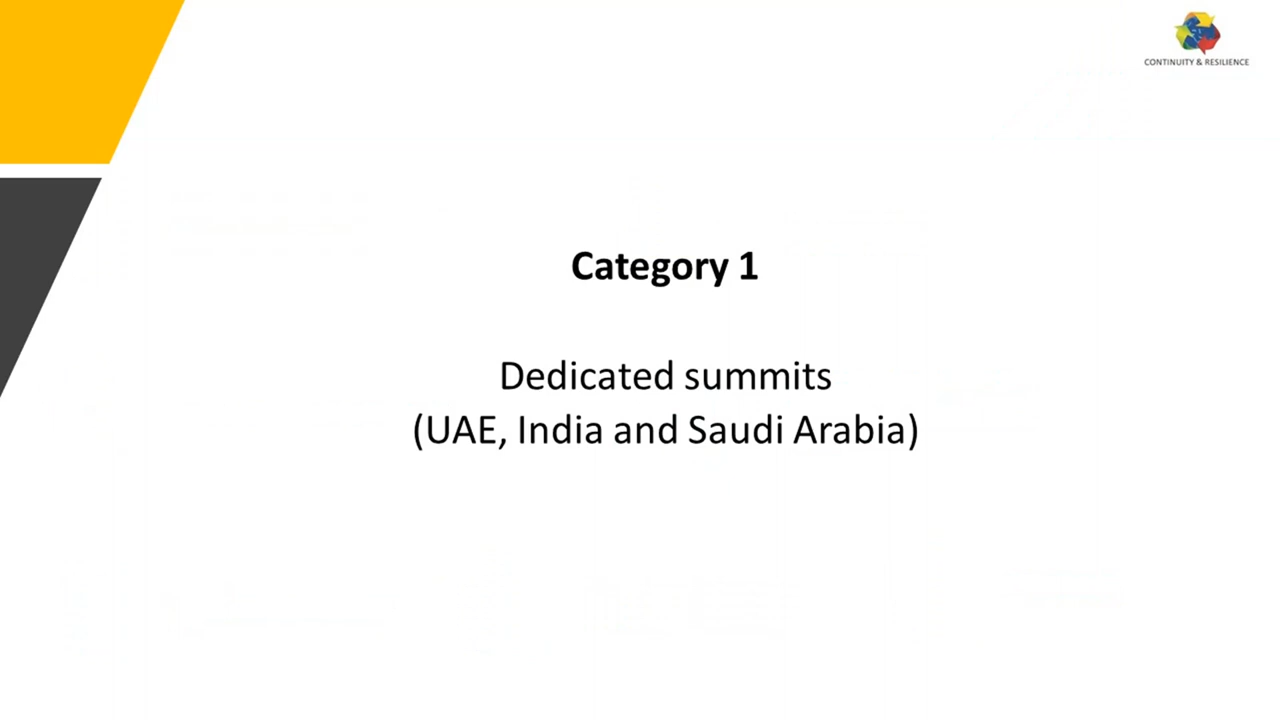 CONTINUITY & RESILIENCE
Category 1
Dedicated summits
(UAE, India and Saudi Arabia)